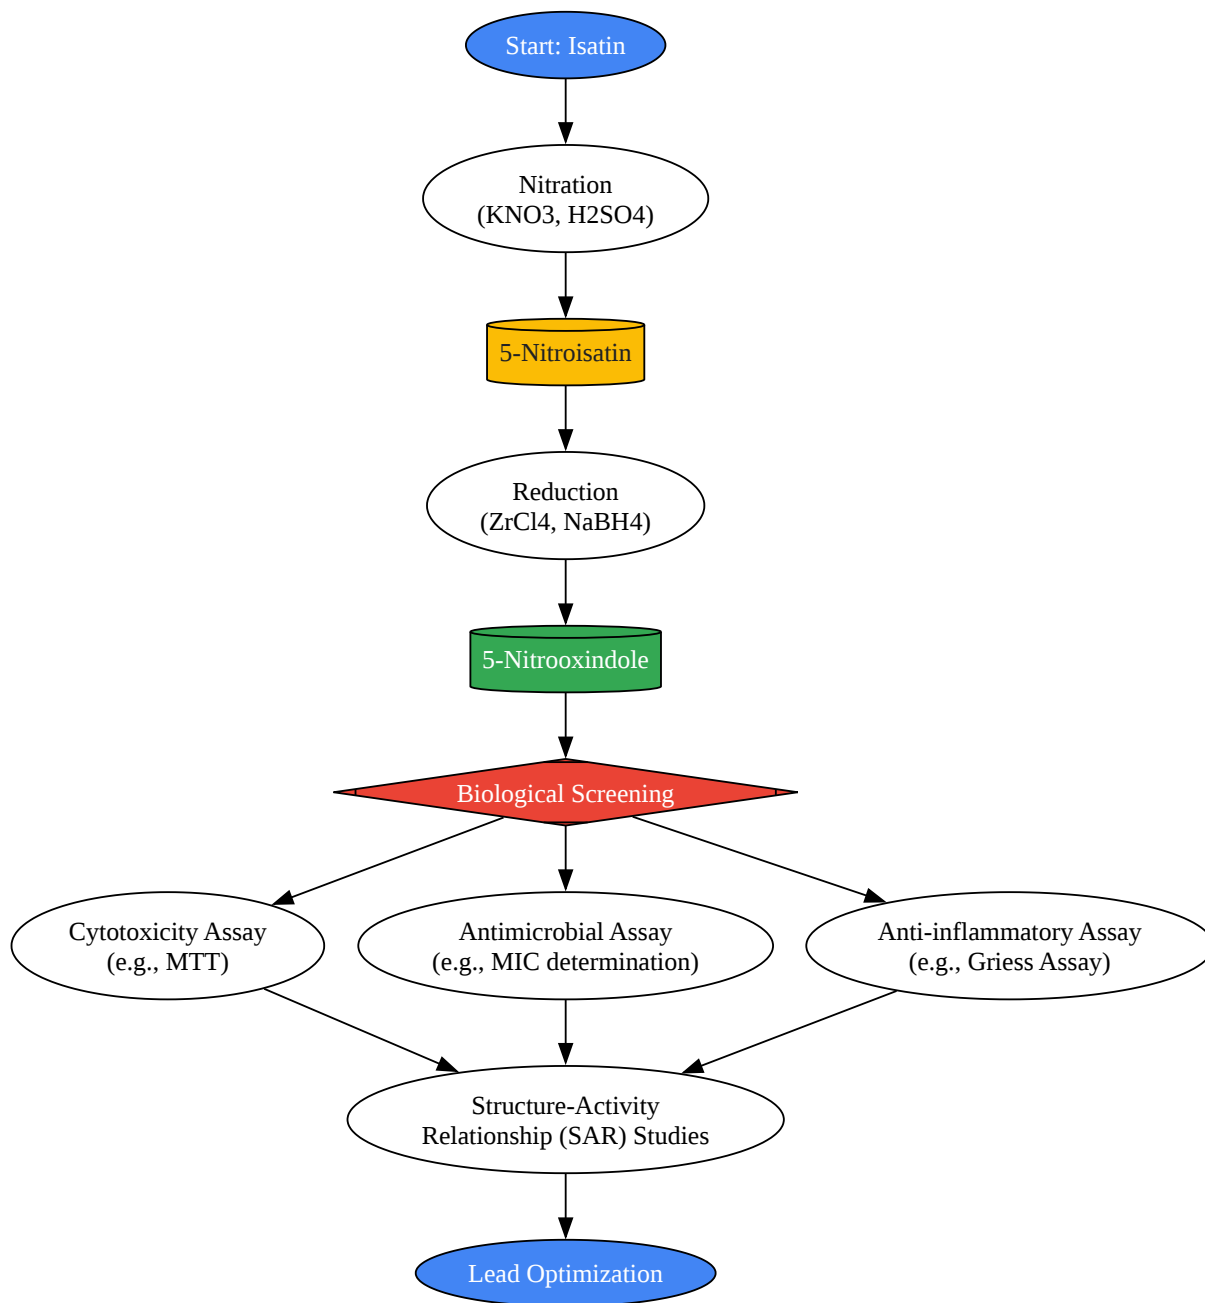 Start: Isatin
Nitration
(KNO3, H2SO4)
5-Nitroisatin
Reduction
(ZrCl4, NaBH4)
5-Nitrooxindole
Biological Screening
Cytotoxicity Assay
(e.g., MTT)
Antimicrobial Assay
(e.g., MIC determination)
Anti-inflammatory Assay
(e.g., Griess Assay)
Structure-Activity
Relationship (SAR) Studies
Lead Optimization